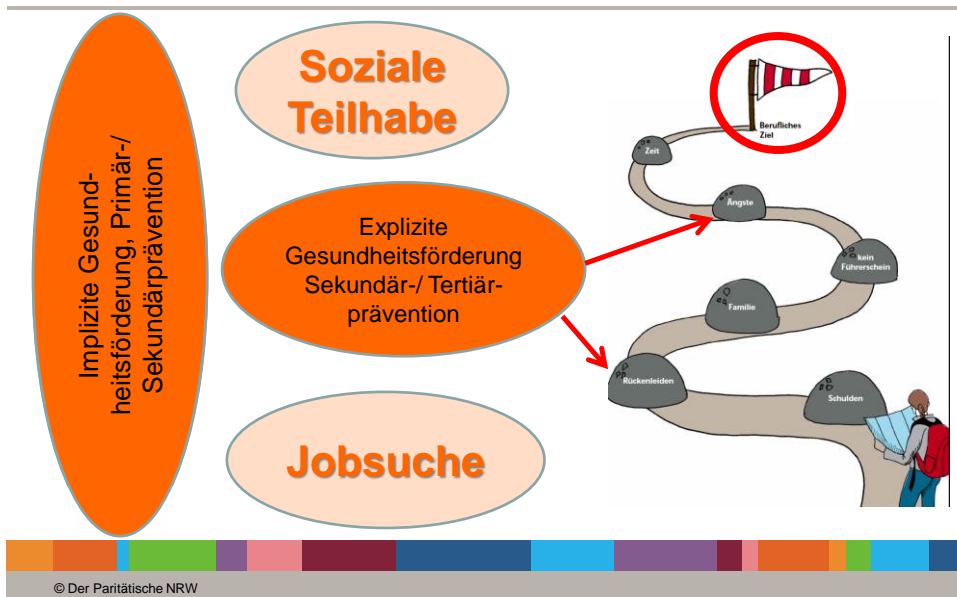 Implizite Gesund-
heitsförderung, Primär-/
Sekundärprävention
Soziale
Teilhabe
Explizite
Gesundheitsförderung
Sekundär-/ Tertiär-
prävention
Jobsuche
Berufliches
Ziel
Zeit
Ängste
kein
Führerschein
Familie
Rückenleiden
Schulden
© Der Paritätische NRW